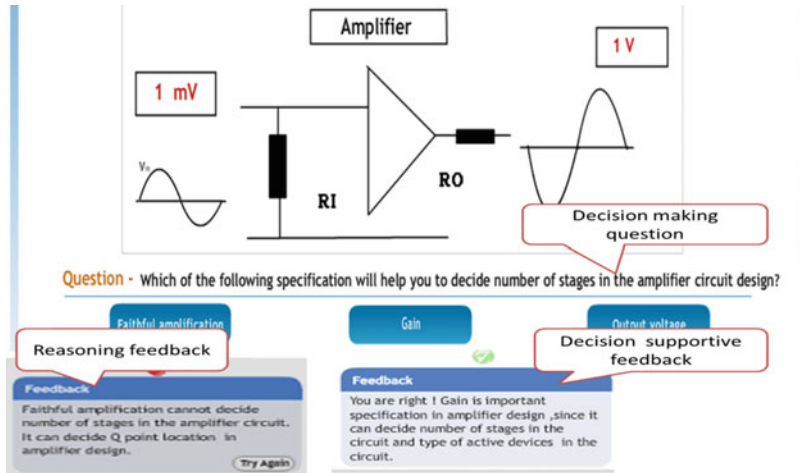 Amplifier
1 V
1 mV
Vin
RI
RO
Decision making
question
Question - Which of the following specification will help you to decide number of stages in the amplifier circuit design?
Faithful amplification
Gain
Output voltage
Reasoning feedback
Decision supportive
feedback
Feedback
Faithful amplification cannot decide
number of stages in the amplifier circuit.
It can decide Q point location in
amplifier design.
Try Again
Feedback
You are right ! Gain is important
specification in amplifier design ,since it
can decide number of stages in the
circuit and type of active devices in the
circuit.